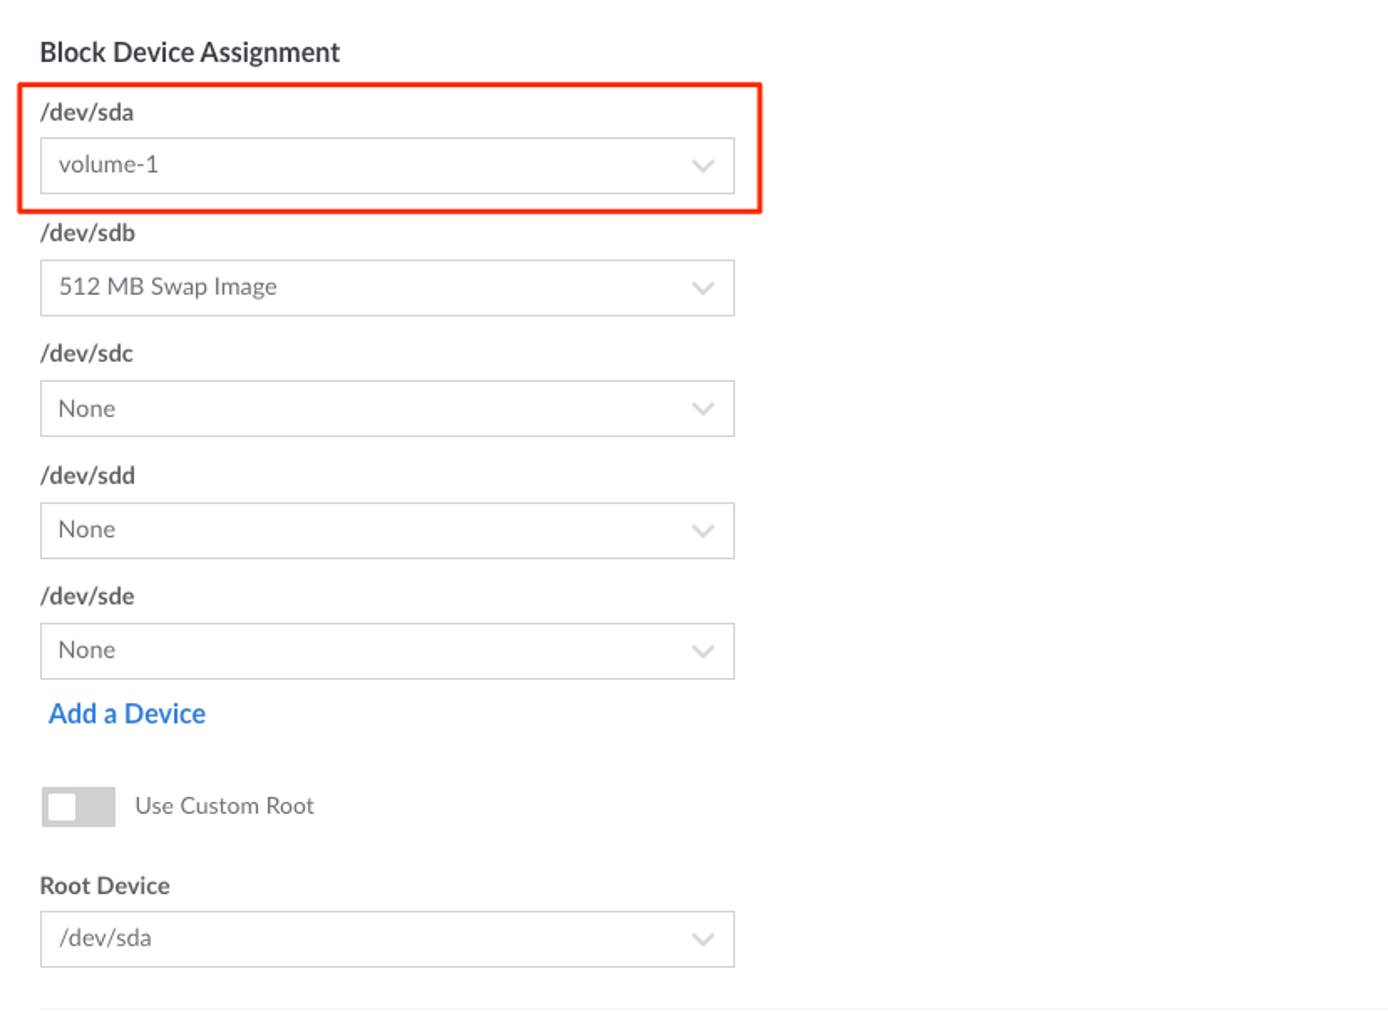 Block Device Assignment
/dev/sda
volume-1
/dev/sdb
512 MB Swap Image
/dev/sdc
None
/dev/sdd
None
/dev/sde
None
Add a Device
Use Custom Root
Root Device
/dev/sda